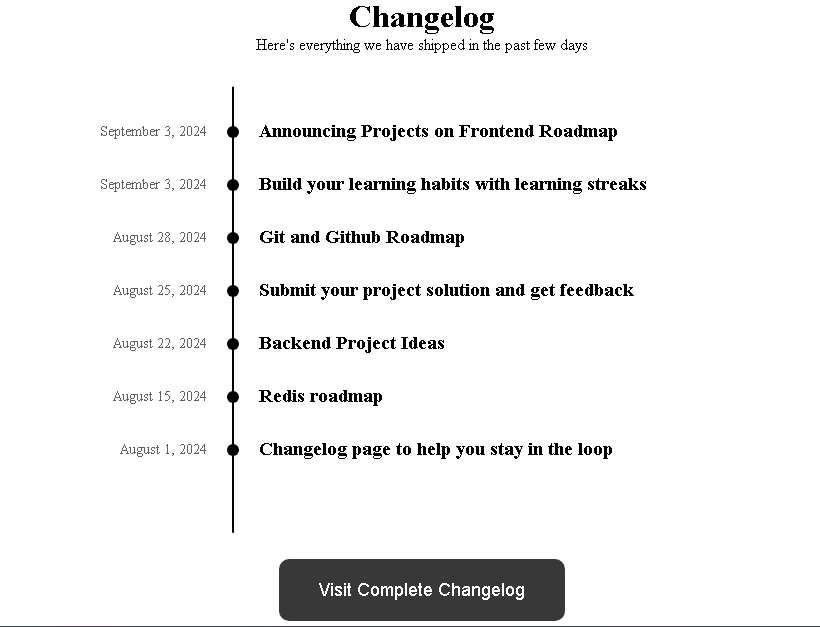 Changelog
Here's everything we have shipped in the past few days
September 3, 2024 Announcing Projects on Frontend Roadmap
September 3, 2024 Build your learning habits with learning streaks
August 28, 2024 Git and Github Roadmap
August 25, 2024 Submit your project solution and get feedback
August 22, 2024 Backend Project Ideas
August 15, 2024 Redis roadmap
August 1, 2024 Changelog page to help you stay in the loop
Visit Complete Changelog